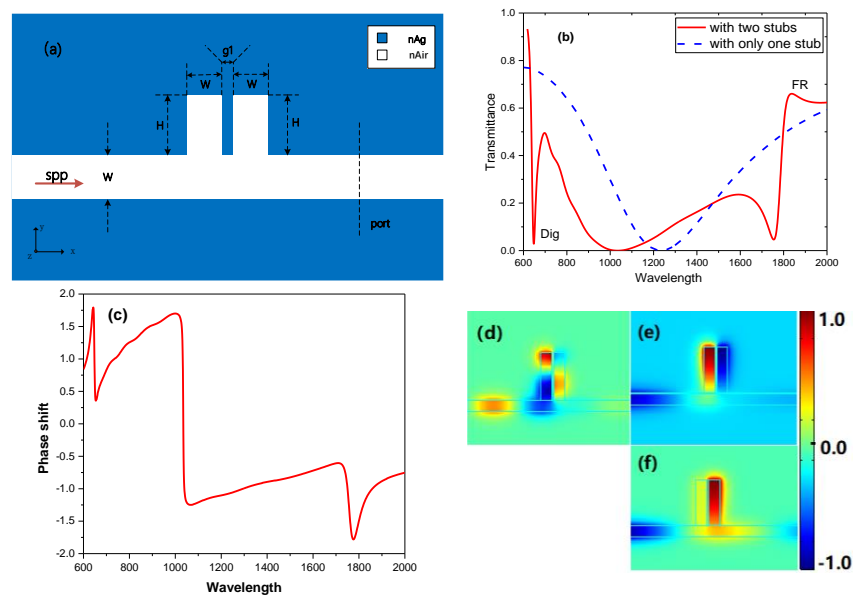 (a)
g1
nAg
nAir
W
W
H
H
spp
W
port
y
z
x
(b)
with two stubs
with only one stub
FR
Dig
Transmittance
1.0
0.8
0.6
0.4
0.2
0.0
600 800 1000 1200 1400 1600 1800 2000
Wavelength
(c)
Phase shift
2.0
1.5
1.0
0.5
0.0
-0.5
-1.0
-1.5
-2.0
600 800 1000 1200 1400 1600 1800 2000
Wavelength
(d)
(e)
(f)
1.0
0.0
-1.0